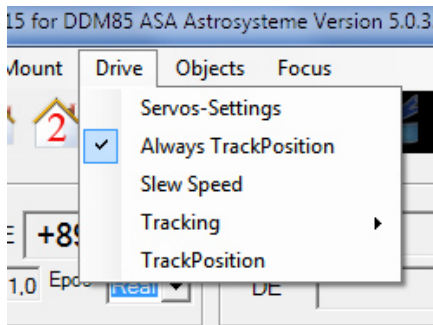 15 for DDM85 ASA Astrosysteme Version 5.0.3
Mount Drive Objects Focus
2
Servos-Settings
Always TrackPosition
Slew Speed
Tracking
TrackPosition
E +89
1,0 Epoc Real DE